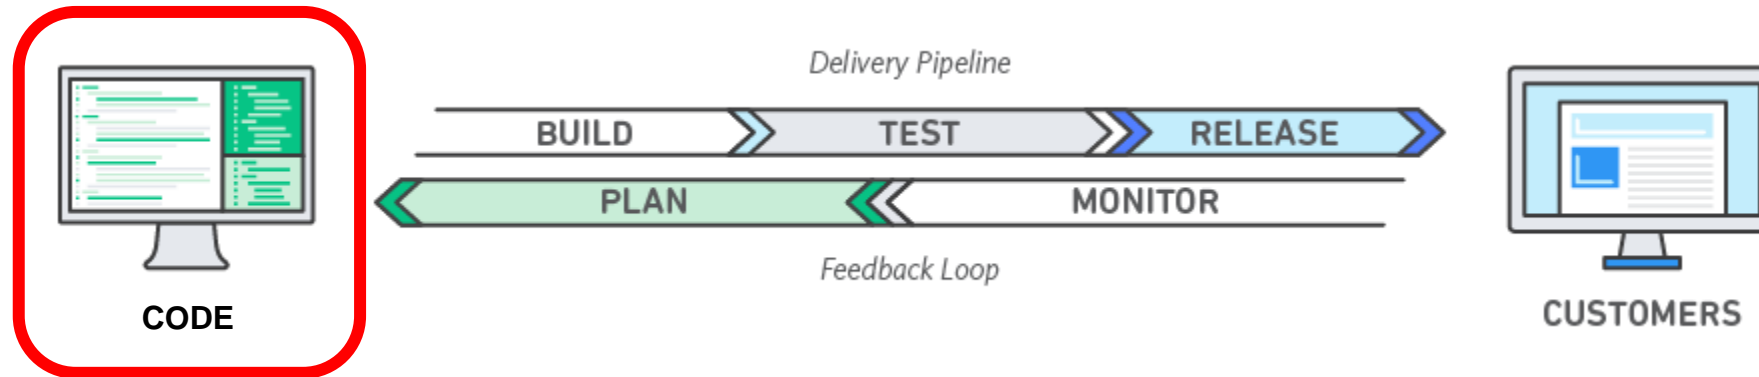 Delivery Pipeline
BUILD TEST RELEASE
PLAN MONITOR
Feedback Loop
CODE
CUSTOMERS